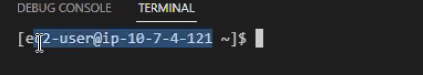 DEBUG CONSOLE TERMINAL
[ec2-user@ip-10-7-4-121 ~]$